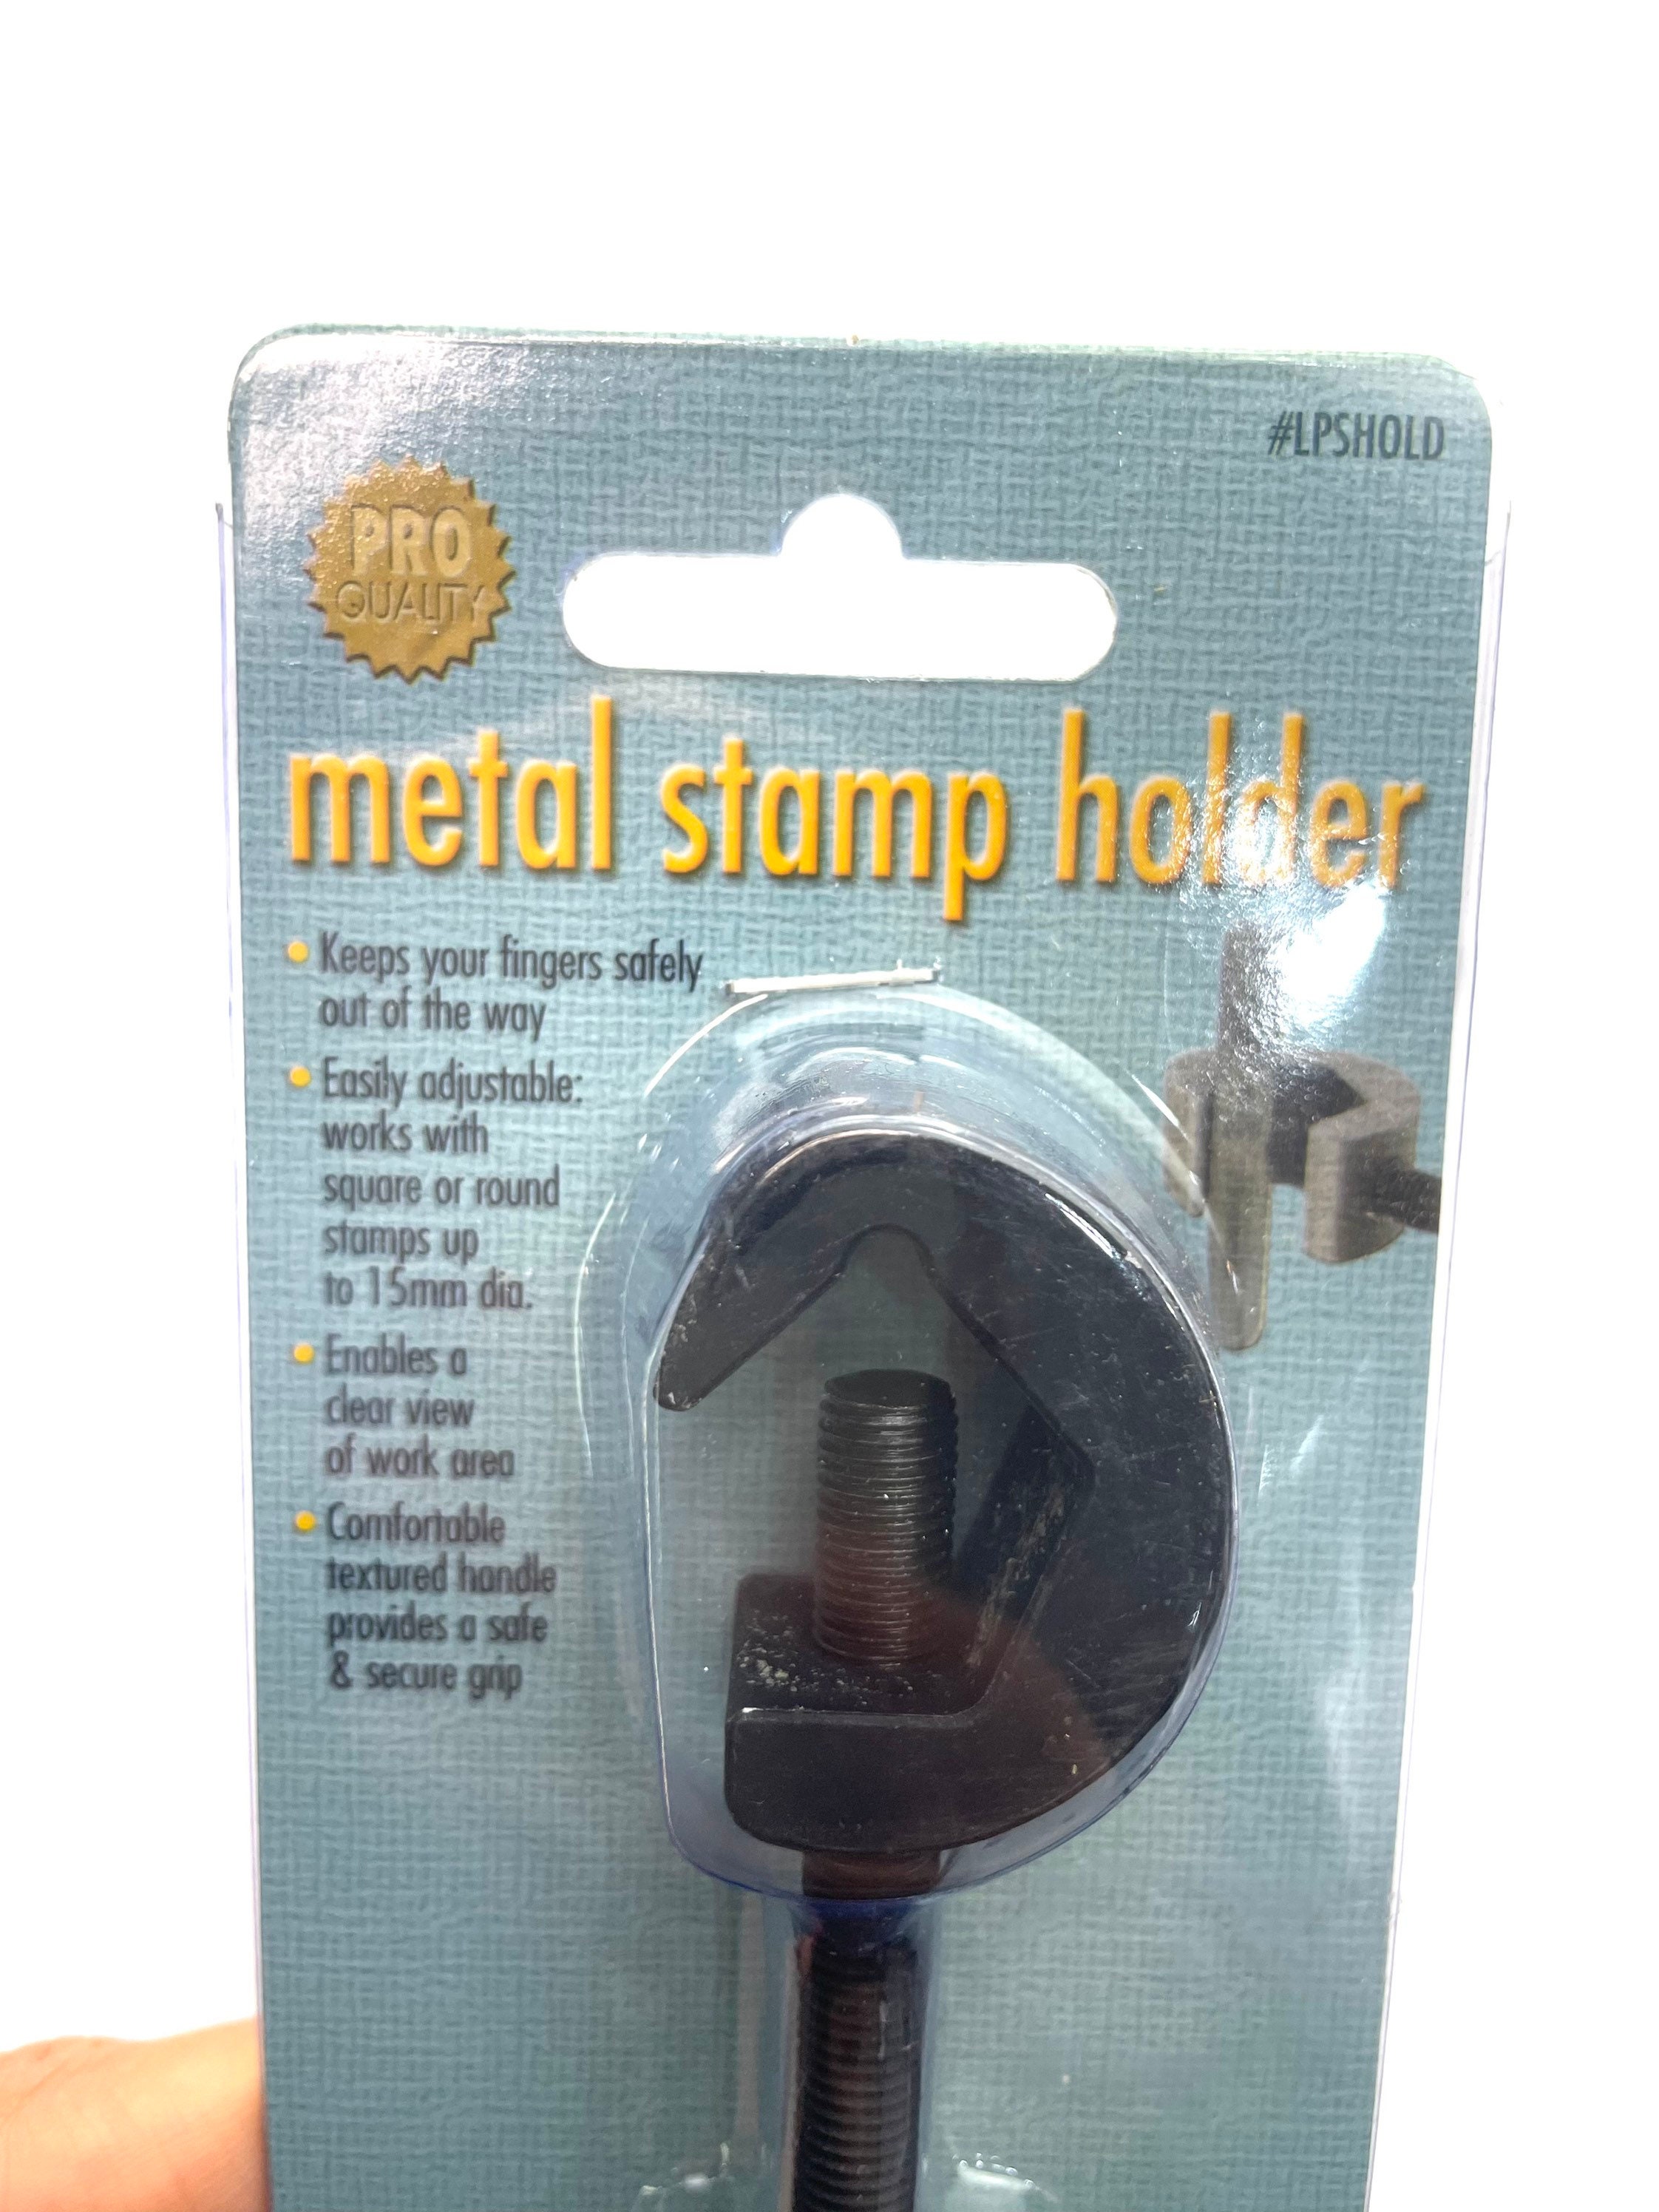 #LPSHOLD
PRO
QUALITY
metal stamp holder
• Keeps your fingers safely
out of the way
• Easily adjustable:
works with
square or round
stamps up
to 15mm dia.
• Enables a
clear view
of work area
• Comfortable
textured handle
provides a safe
& secure grip